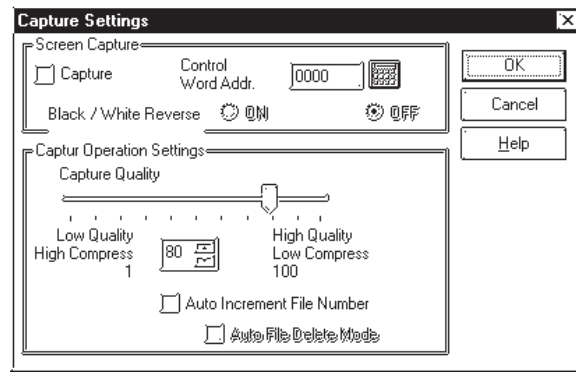 Capture Settings
Screen Capture
Capture
Control
Word Addr.
0000
Black / White Reverse
ON
OFF
OK
Cancel
Help
Captur Operation Settings
Capture Quality
Low Quality
High Compress
1
80
High Quality
Low Compress
100
Auto Increment File Number
Auto File Delete Mode